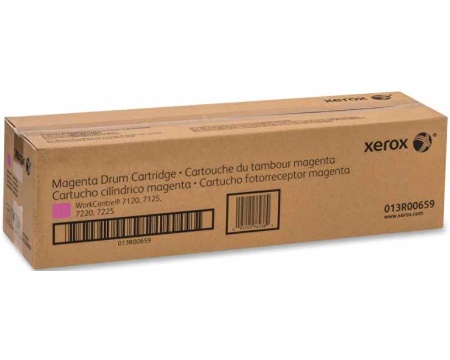 xerox
Magenta Drum Cartridge • Cartouche du tambour magenta
Cartucho cilíndrico magenta • Cartucho fotorreceptor magenta
WorkCentre® 7120, 7125,
7220, 7225
013R00659
xerox
013R00659
www.xerox.com